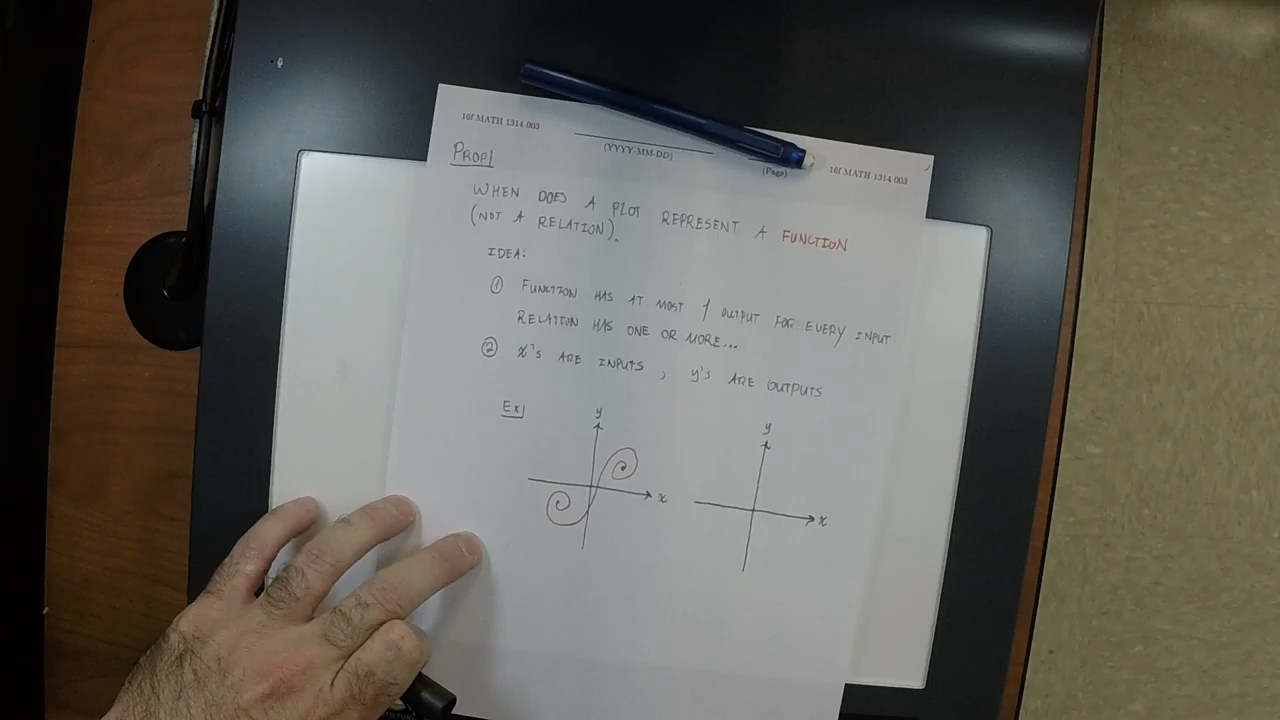 16f MATH 1314 003
(YYYY-MM-DD)
(Page)
16f MATH 1314 003
PROP
WHEN DOES A PLOT REPRESENT A FUNCTION
(NOT A RELATION).
IDEA:
① FUNCTION HAS AT MOST 1 OUTPUT FOR EVERY INPUT
RELATION HAS ONE OR MORE...
② x's ARE INPUTS, y's ARE OUTPUTS
Ex
y
x
y
x